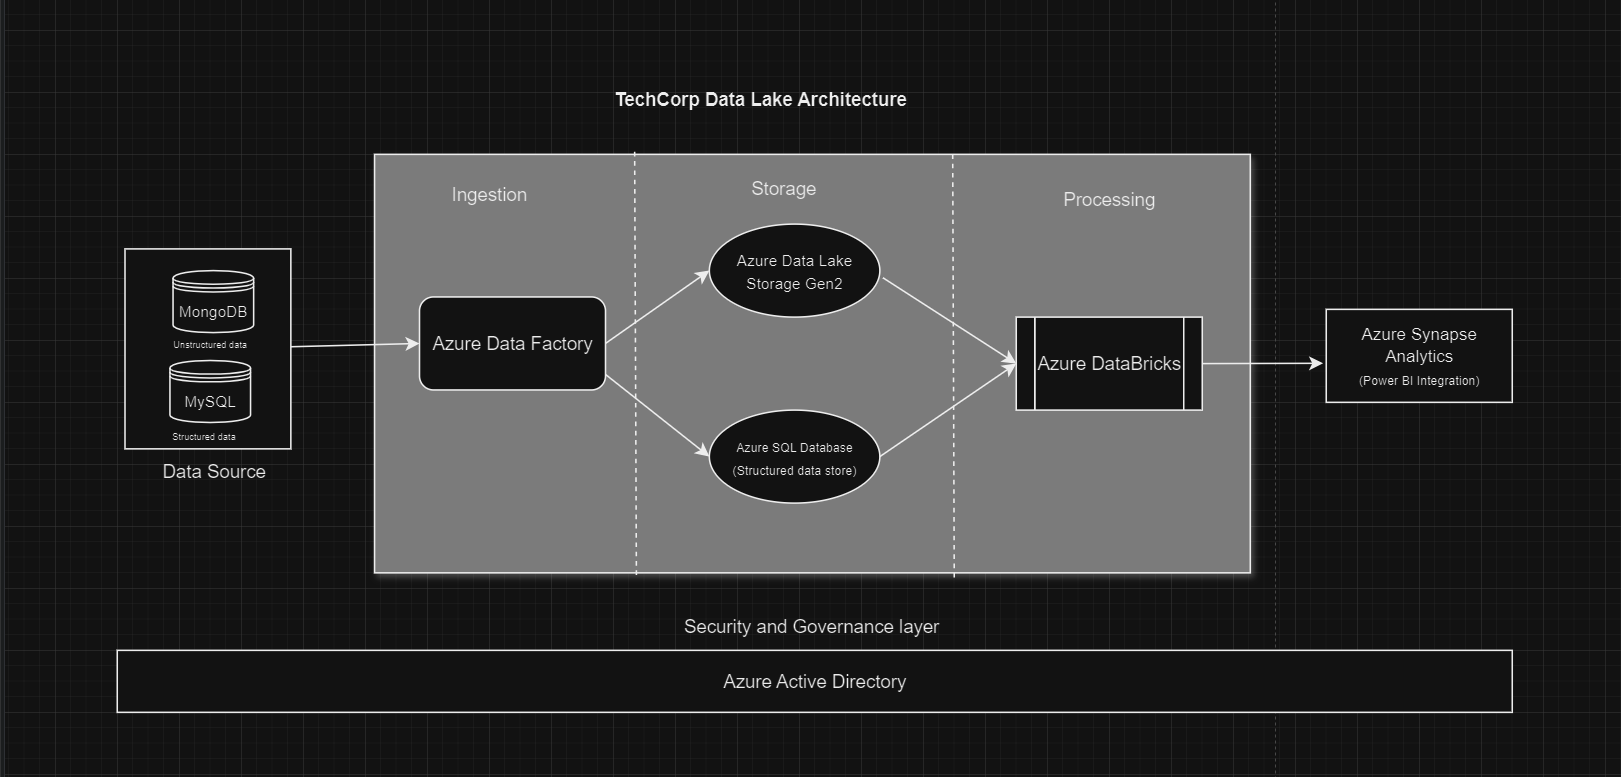 TechCorp Data Lake Architecture
Ingestion
Storage
Processing
MongoDB
Unstructured data
MySQL
Structured data
Data Source
Azure Data Factory
Azure Data Lake
Storage Gen2
Azure SQL Database
(Structured data store)
Azure DataBricks
Azure Synapse
Analytics
(Power BI Integration)
Security and Governance layer
Azure Active Directory